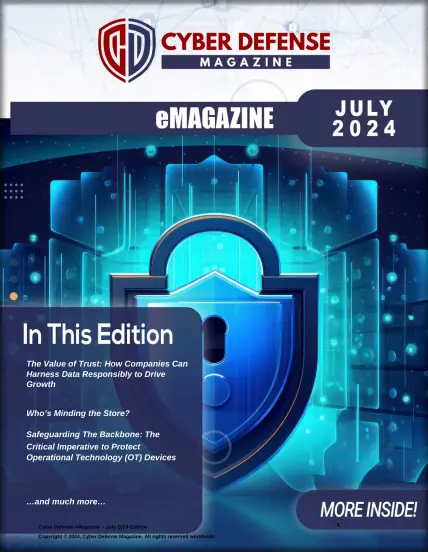 CYBER DEFENSE
MAGAZINE
eMAGAZINE
JULY
2024
In This Edition
The Value of Trust: How Companies Can
Harness Data Responsibly to Drive
Growth
Who's Minding the Store?
Safeguarding The Backbone: The
Critical Imperative to Protect
Operational Technology (OT) Devices
...and much more...
MORE INSIDE!
Cyber Defense eMagazine – July 2024 Edition
1
Copyright © 2024, Cyber Defense Magazine. All rights reserved worldwide